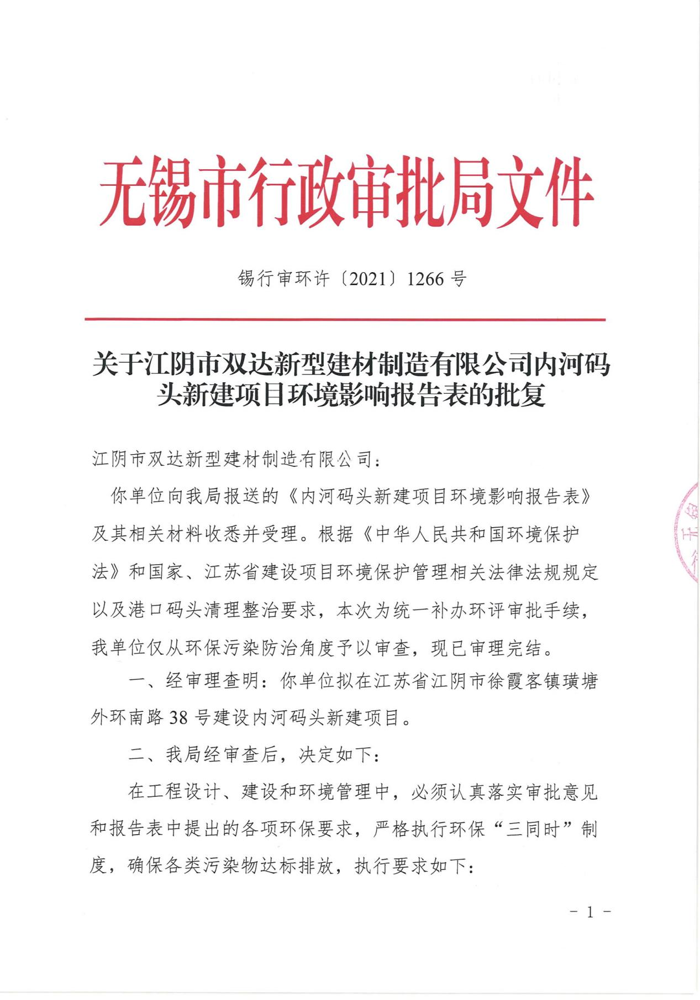 无锡市行政审批局文件
锡行审环许〔2021〕1266 号
关于江阴市双达新型建材制造有限公司内河码
头新建项目环境影响报告表的批复
江阴市双达新型建材制造有限公司：
你单位向我局报送的《内河码头新建项目环境影响报告表》
及其相关材料收悉并受理。根据《中华人民共和国环境保护
法》和国家、江苏省建设项目环境保护管理相关法律法规规定
以及港口码头清理整治要求，本次为统一补办环评审批手续，
我单位仅从环保污染防治角度予以审查，现已审理完结。
一、经审理查明：你单位拟在江苏省江阴市徐霞客镇璜塘
外环南路 38 号建设内河码头新建项目。
二、我局经审查后，决定如下：
在工程设计、建设和环境管理中，必须认真落实审批意见
和报告表中提出的各项环保要求，严格执行环保“三同时”制
度，确保各类污染物达标排放，执行要求如下：
- 1 -